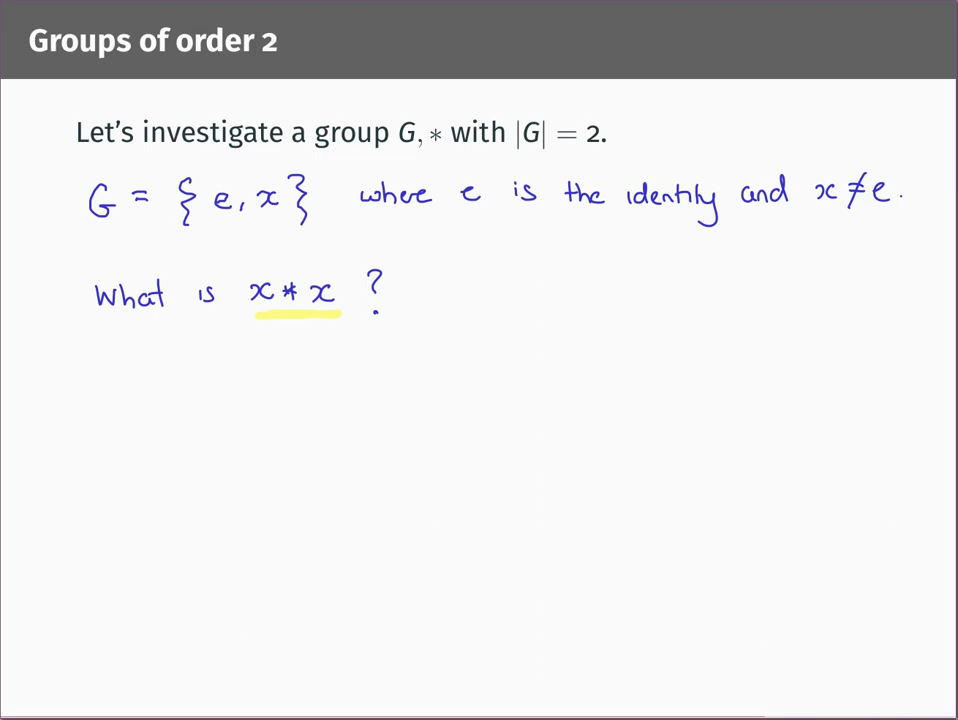 Groups of order 2
Let's investigate a group G, * with |G| = 2.
G = { e, x } where e is the identity and x ≠ e.
What is x * x ?